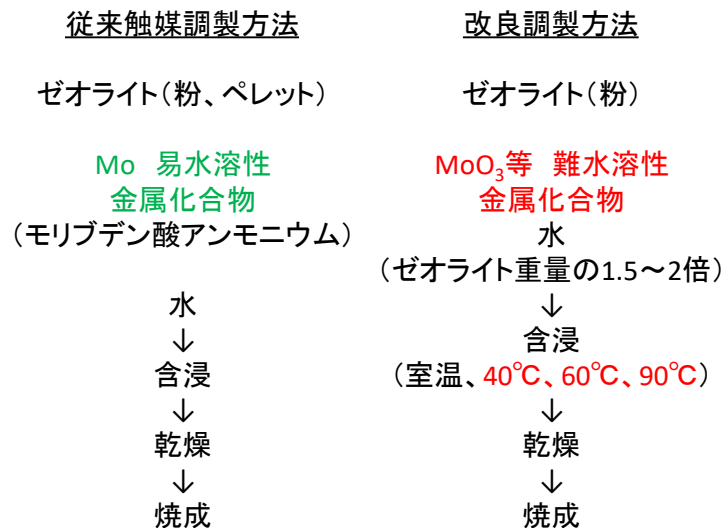 従来触媒調製方法
ゼオライト(粉、ペレット)
Mo 易水溶性
金属化合物
(モリブデン酸アンモニウム)
水
↓
含浸
↓
乾燥
↓
焼成
改良調製方法
ゼオライト(粉)
MoO₃等 難水溶性
金属化合物
水
(ゼオライト重量の1.5～2倍)
↓
含浸
(室温、40℃、60℃、90℃)
↓
乾燥
↓
焼成